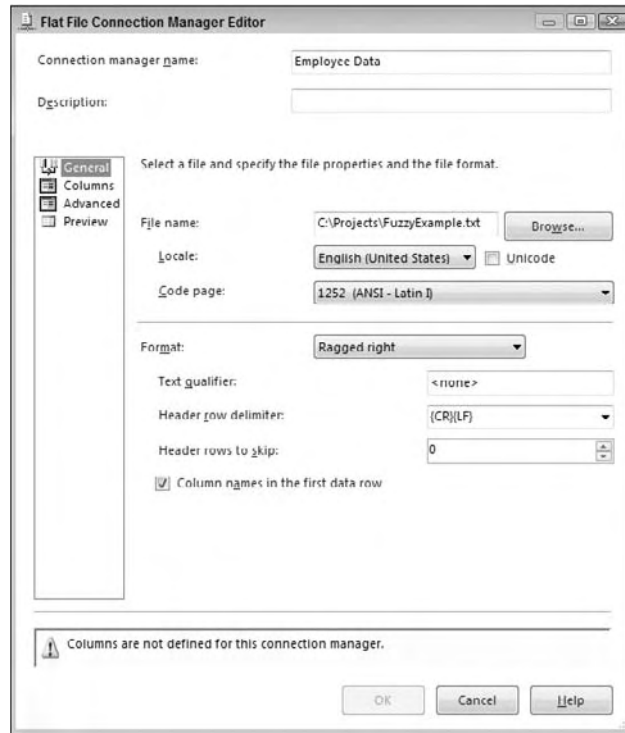 Flat File Connection Manager Editor
Connection manager name: Employee Data
Description:
General
Columns
Advanced
Preview
Select a file and specify the file properties and the file format.
File name: C:\Projects\FuzzyExample.txt Browse...
Locale: English (United States) Unicode
Code page: 1252 (ANSI - Latin I)
Format: Ragged right
Text qualifier: <none>
Header row delimiter: {CR}{LF}
Header rows to skip: 0
Column names in the first data row
Columns are not defined for this connection manager.
OK Cancel Help